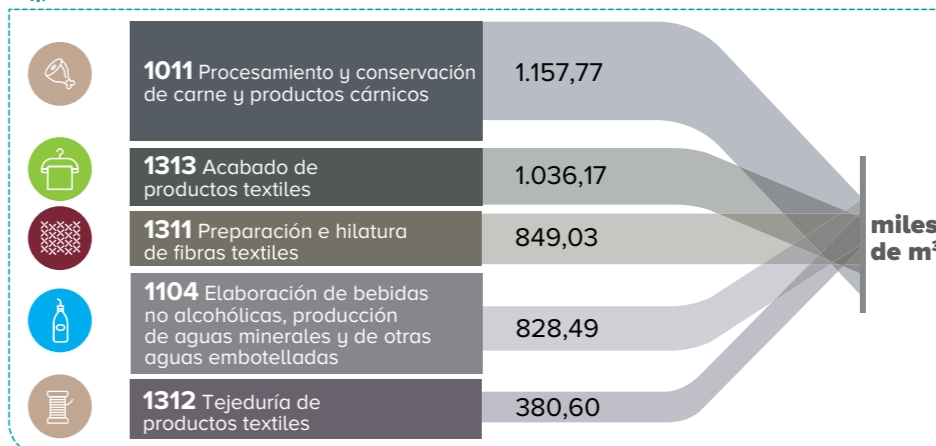 1011 Procesamiento y conservación
de carne y productos cárnicos
1.157,77
1313 Acabado de
productos textiles
1.036,17
1311 Preparación e hilatura
de fibras textiles
849,03
1104 Elaboración de bebidas
no alcohólicas, producción
de aguas minerales y de otras
aguas embotelladas
828,49
1312 Tejeduría de
productos textiles
380,60
miles
de m³